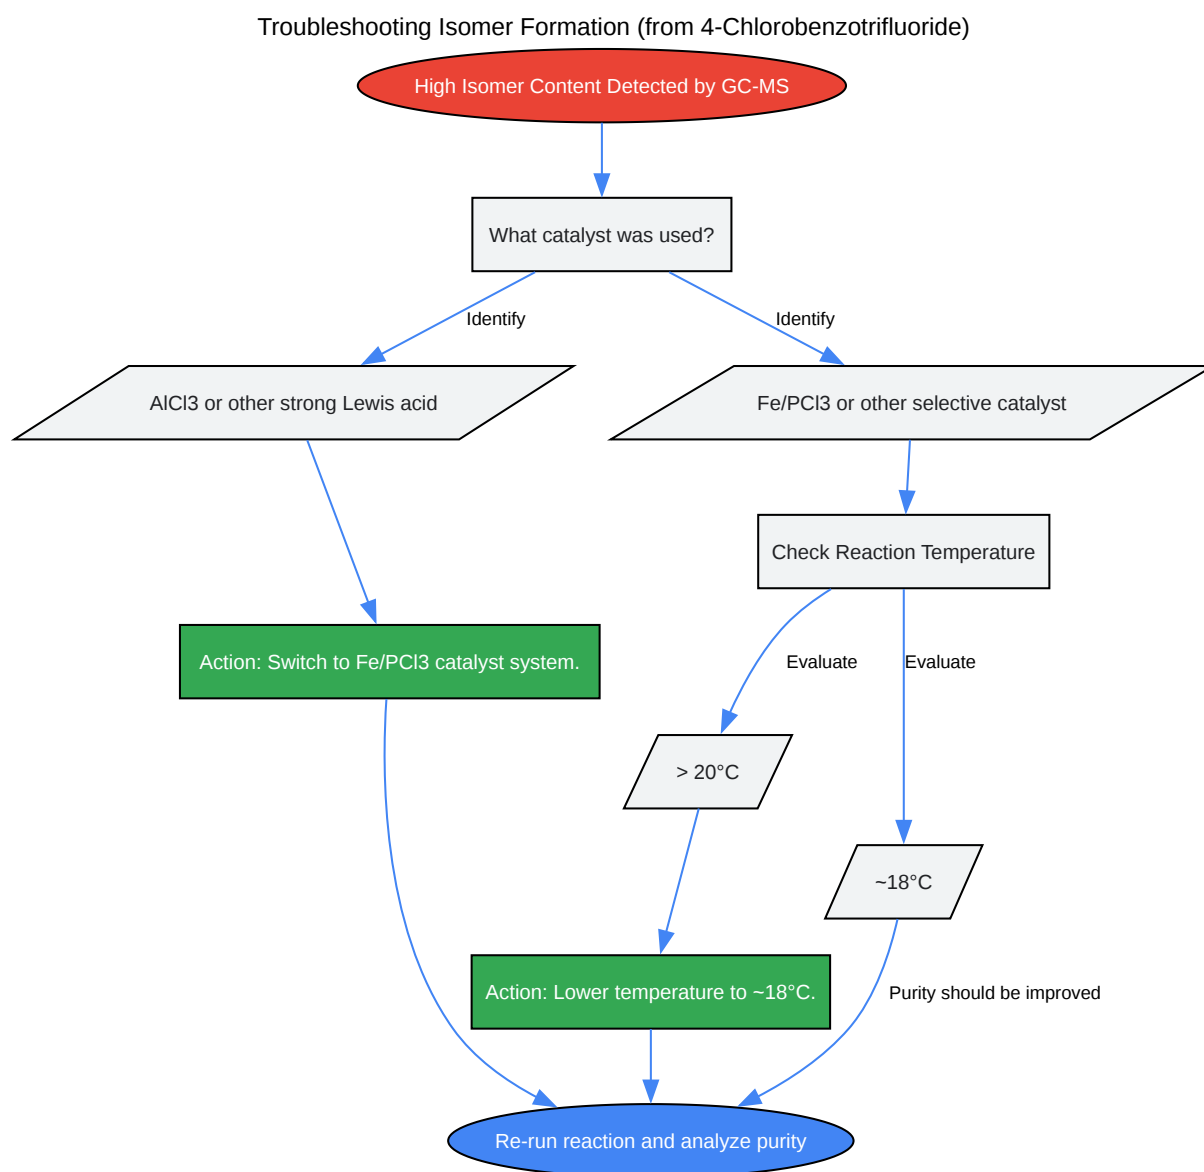 Troubleshooting Isomer Formation (from 4-Chlorobenzotrifluoride)
High Isomer Content Detected by GC-MS
What catalyst was used?
Identify
Identify
AlCl3 or other strong Lewis acid
Fe/PCl3 or other selective catalyst
Check Reaction Temperature
Action: Switch to Fe/PCl3 catalyst system.
Evaluate
Evaluate
> 20°C
~18°C
Action: Lower temperature to ~18°C.
Purity should be improved
Re-run reaction and analyze purity